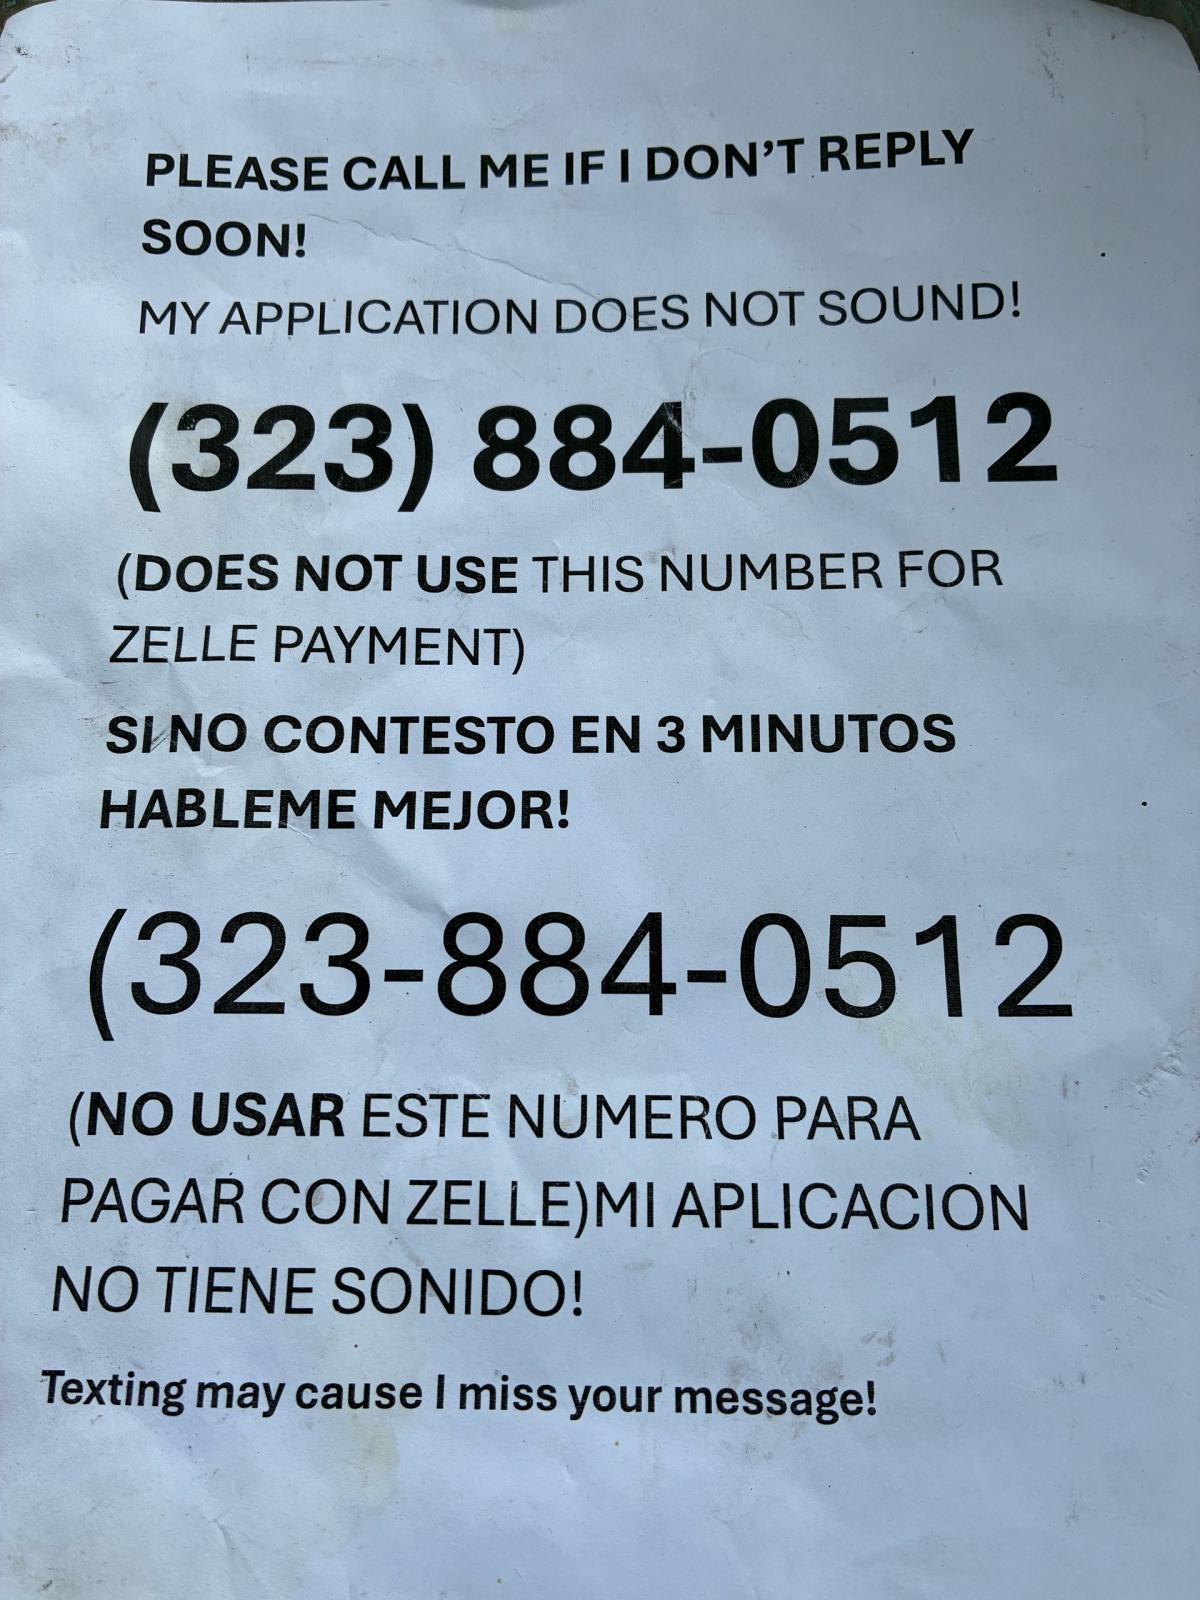 PLEASE CALL ME IF I DON'T REPLY
SOON!
MY APPLICATION DOES NOT SOUND!
(323) 884-0512
(DOES NOT USE THIS NUMBER FOR
ZELLE PAYMENT)
SI NO CONTESTO EN 3 MINUTOS
HABLEME MEJOR!
(323-884-0512
(NO USAR ESTE NUMERO PARA
PAGAR CON ZELLE)MI APLICACION
NO TIENE SONIDO!
Texting may cause I miss your message!